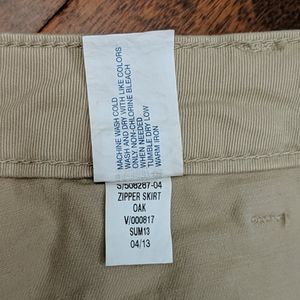 MACHINE WASH COLD
WASH AND DRY WITH LIKE COLORS
ONLY NON-CHLORINE BLEACH
WHEN NEEDED
TUMBLE DRY LOW
WARM IRON
S/508287-04
ZIPPER SKIRT
OAK
V/000817
SUM13
04/13